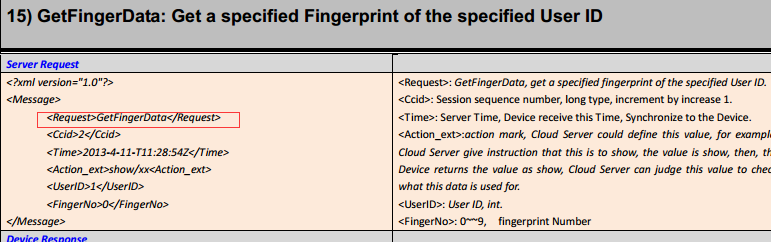 15) GetFingerData: Get a specified Fingerprint of the specified User ID
Server Request
<?xml version="1.0"?>
<Message>
<Request>GetFingerData</Request>
<Ccid>2</Ccid>
<Time>2013-4-11-T11:28:54Z</Time>
<Action_ext>show/xx<Action_ext>
<UserID>1</UserID>
<FingerNo>0</FingerNo>
</Message>
<Request>: GetFingerData, get a specified fingerprint of the specified User ID.
<Ccid>: Session sequence number, long type, increment by increase 1.
<Time>: Server Time, Device receive this Time, Synchronize to the Device.
<Action_ext>:action mark, Cloud Server could define this value, for
Cloud Server give instruction that this is to show, the value is show, then,
Device returns the value as show, Cloud Server can judge this value to
what this data is used for.
<UserID>: User ID, int.
<FingerNo>: 0~~9, fingerprint Number
Device Response